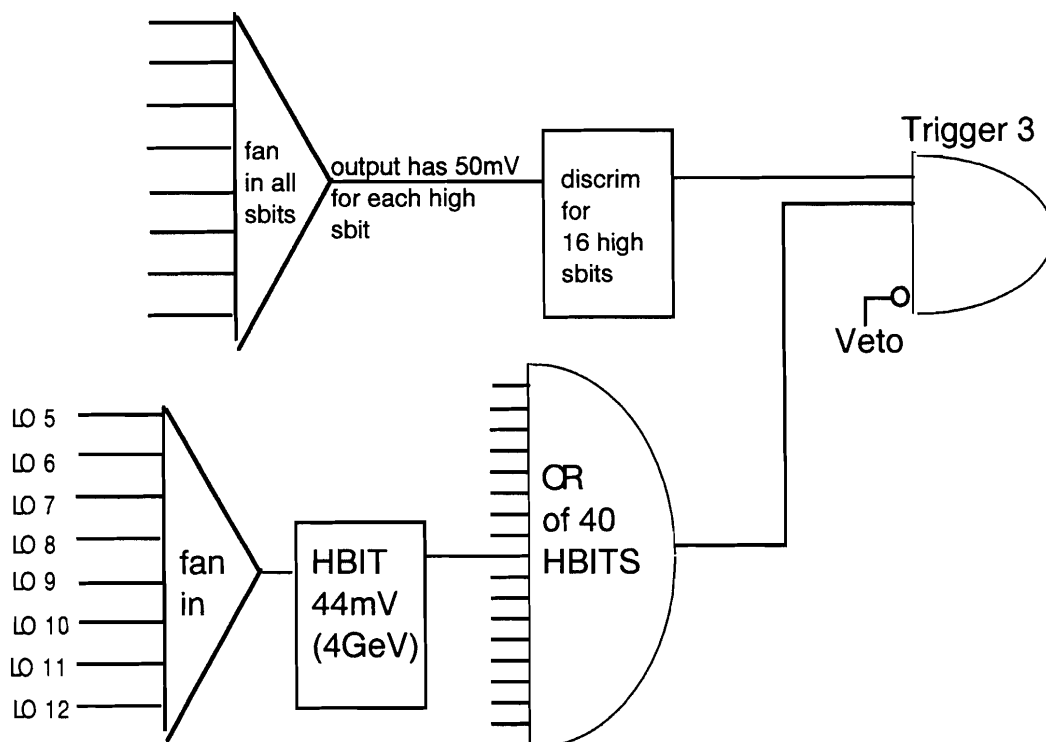 fan
in all
sbits
output has 50mV
for each high
sbit
discrim
for
16 high
sbits
Trigger 3
Veto
LO 5
LO 6
LO 7
LO 8
LO 9
LO 10
LO 11
LO 12
fan
in
HBIT
44mV
(4GeV)
OR
of 40
HBITS